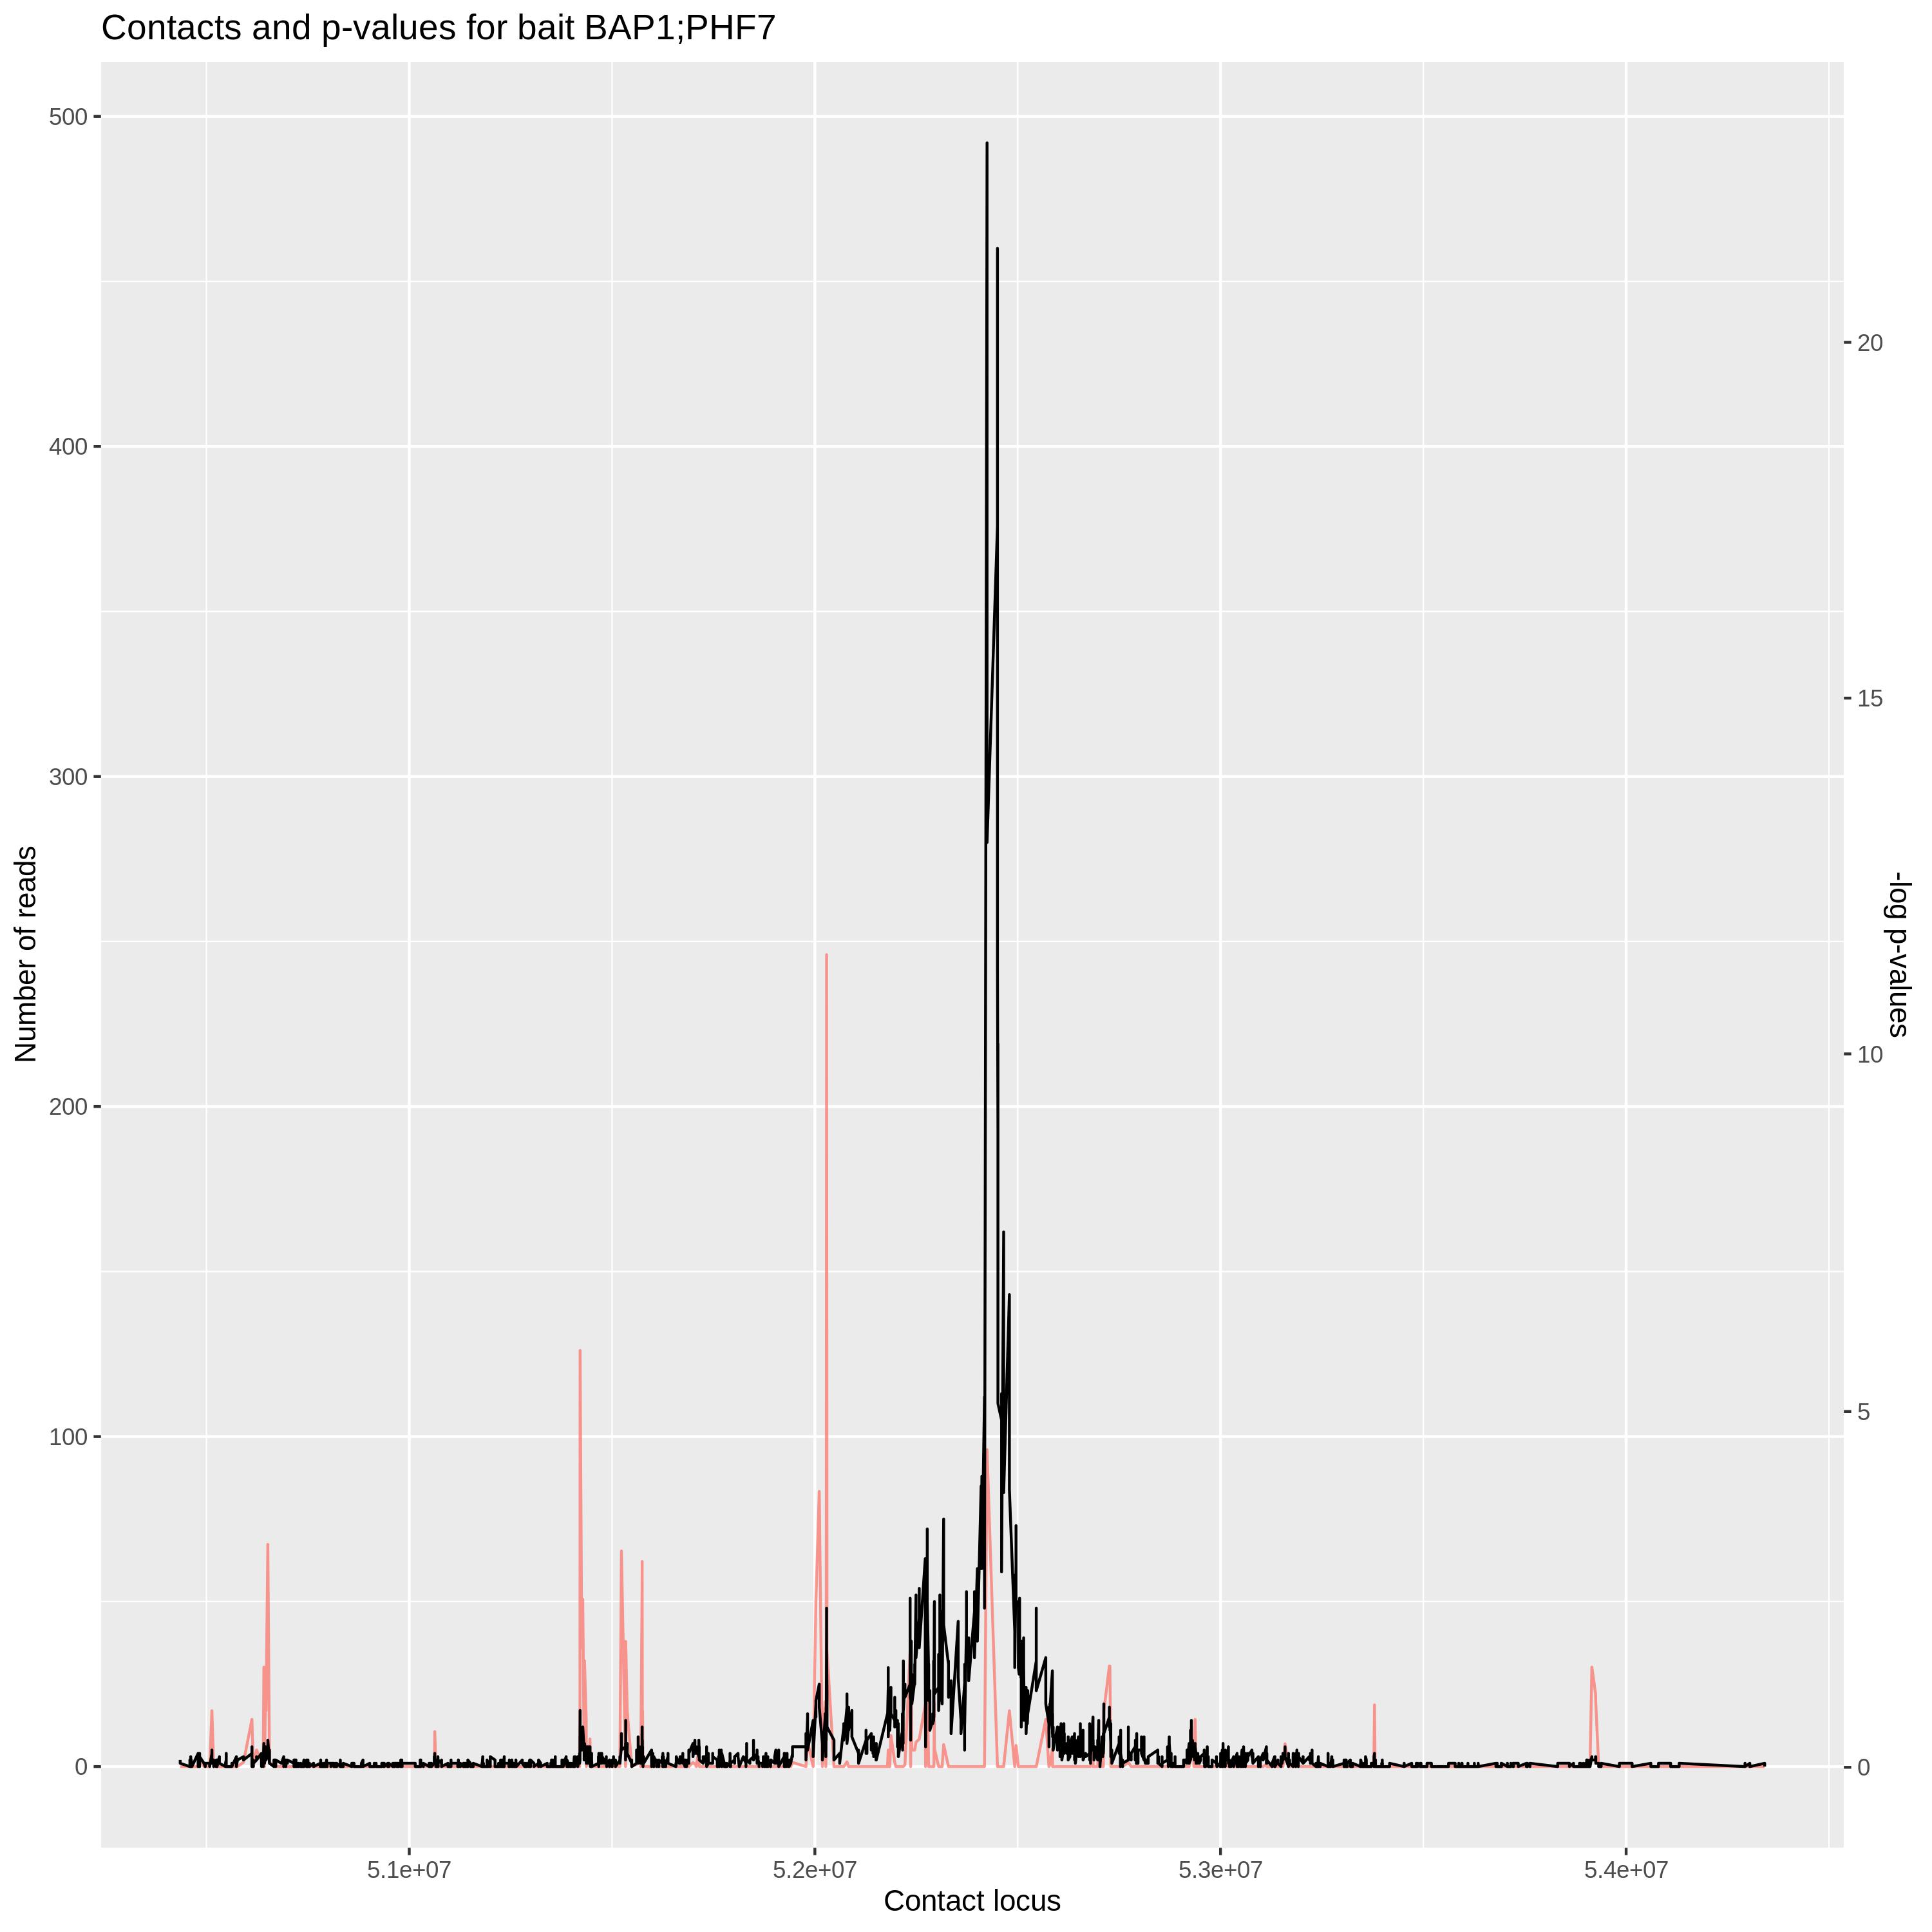 Contacts and p-values for bait BAP1;PHF7
500
400
300
200
100
0
Number of reads
20
15
10
5
0
-log p-values
5.1e+07
5.2e+07
5.3e+07
5.4e+07
Contact locus